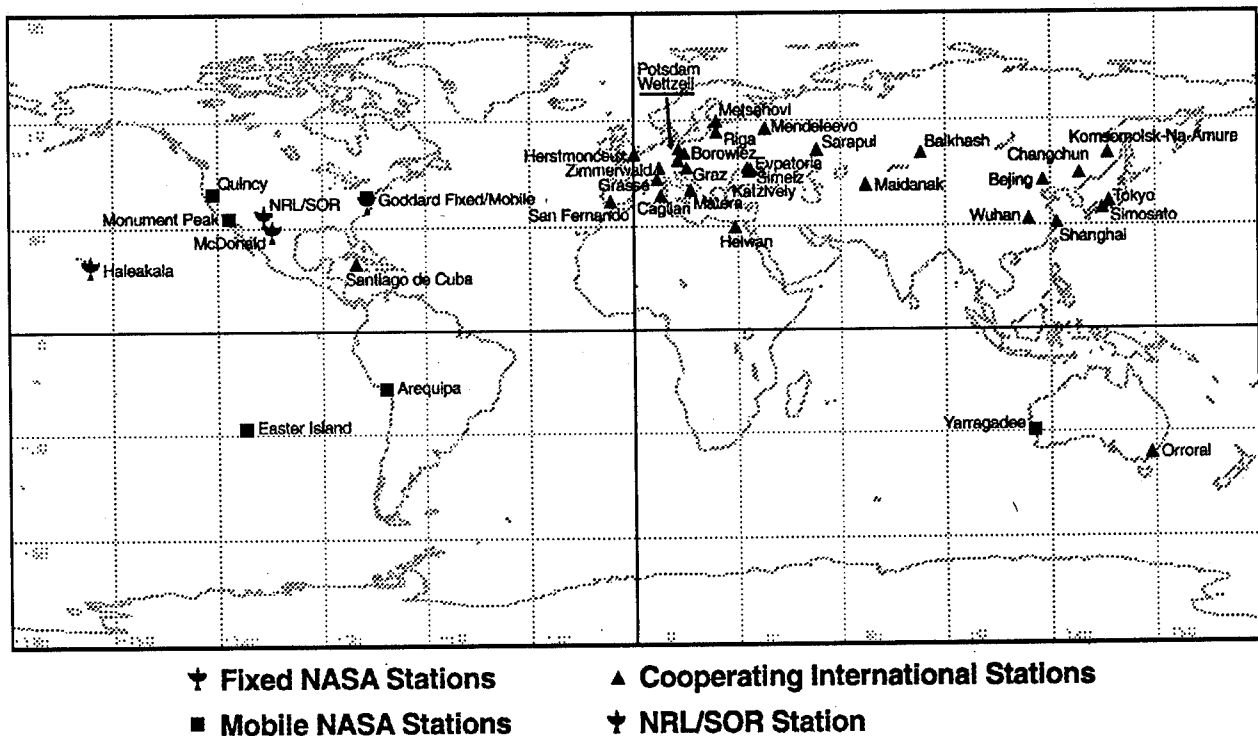 Potsdam
Wettzell
Metsahovi
Mendeleevo
Riga
Sarapul
Balkhash
Komsomolsk-Na-Amure
Herstmonceux
Borowiez
Evpatoria
Changchun
Zimmerwald
Graz
Simeiz
Grasse
Katzively
Maidanak
Beijing
Quincy
NRL/SOR
Goddard Fixed/Mobile
San Fernando
Cagliari
Matera
Tokyo
Simosato
Monument Peak
McDonald
Helwan
Wuhan
Shanghai
Haleakala
Santiago de Cuba
Arequipa
Easter Island
Yarragadee
Orroral
Fixed NASA Stations
Cooperating International Stations
Mobile NASA Stations
NRL/SOR Station